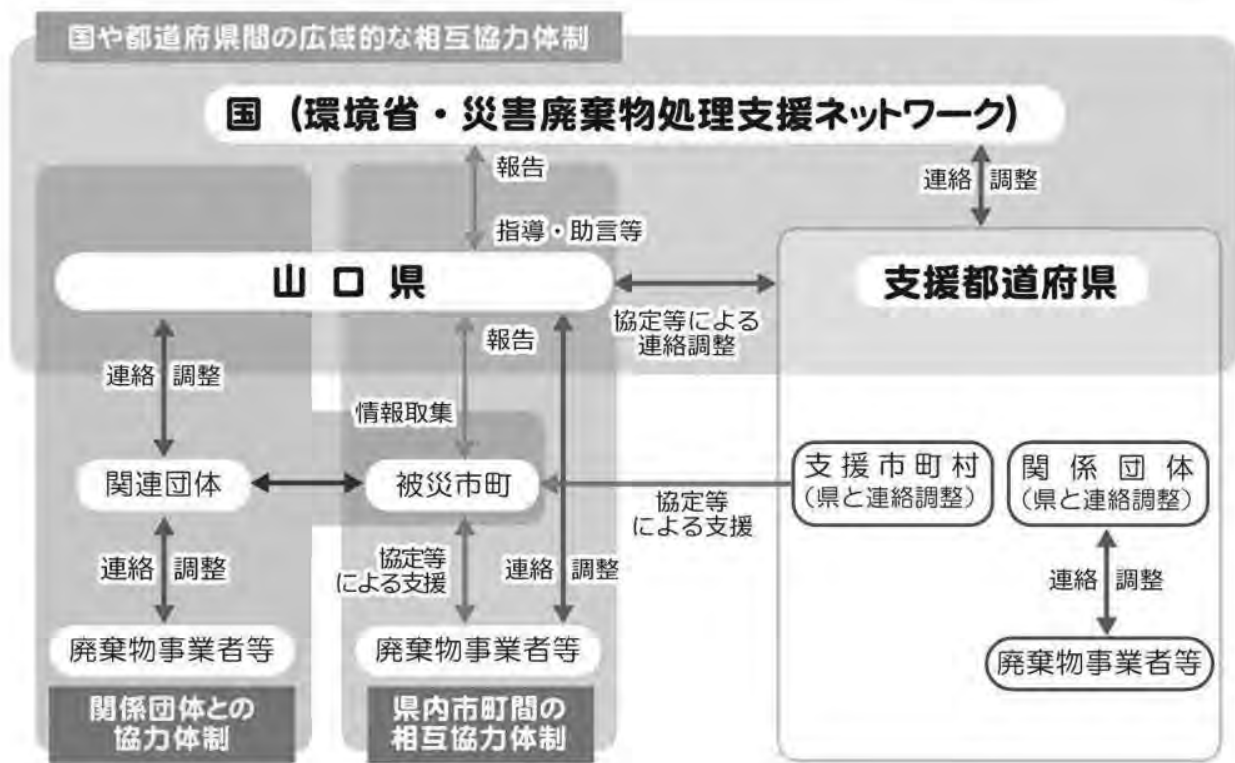 国や都道府県間の広域的な相互協力体制
国 (環境省・災害廃棄物処理支援ネットワーク)
報告
連絡 調整
指導・助言等
山口県
支援都道府県
協定等による
連絡調整
報告
連絡 調整
情報取集
関連団体
被災市町
支援市町村
(県と連絡調整)
関係団体
(県と連絡調整)
協定等
による支援
連絡 調整
協定等
による支援
連絡 調整
連絡 調整
廃棄物事業者等
廃棄物事業者等
廃棄物事業者等
関係団体との
協力体制
県内市町間の
相互協力体制